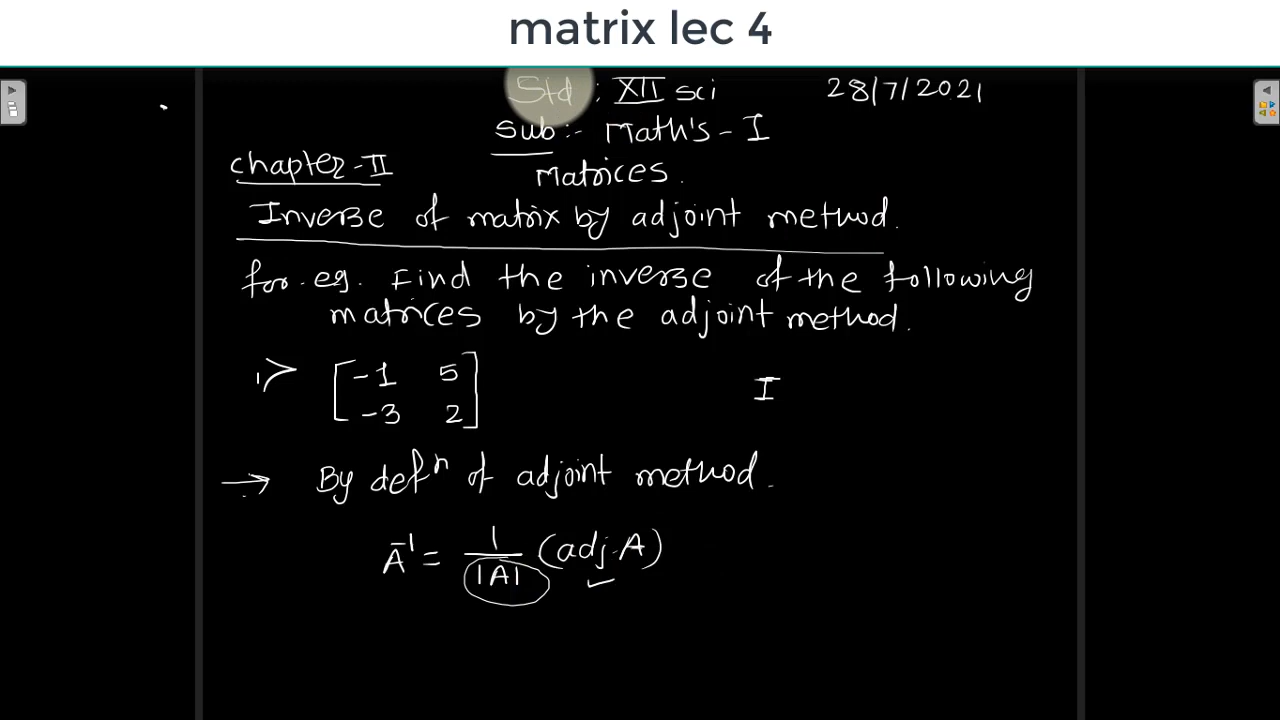 matrix lec 4
Std : XII sci 28/7/2021
Sub :- Math's - I
chapter-II Matrices.
Inverse of matrix by adjoint method.
for. eg. Find the inverse of the following
matrices by the adjoint method.
1> [-1 5
-3 2] I
→ By defⁿ of adjoint method.
A⁻¹ = 1/|A| (adj. A)